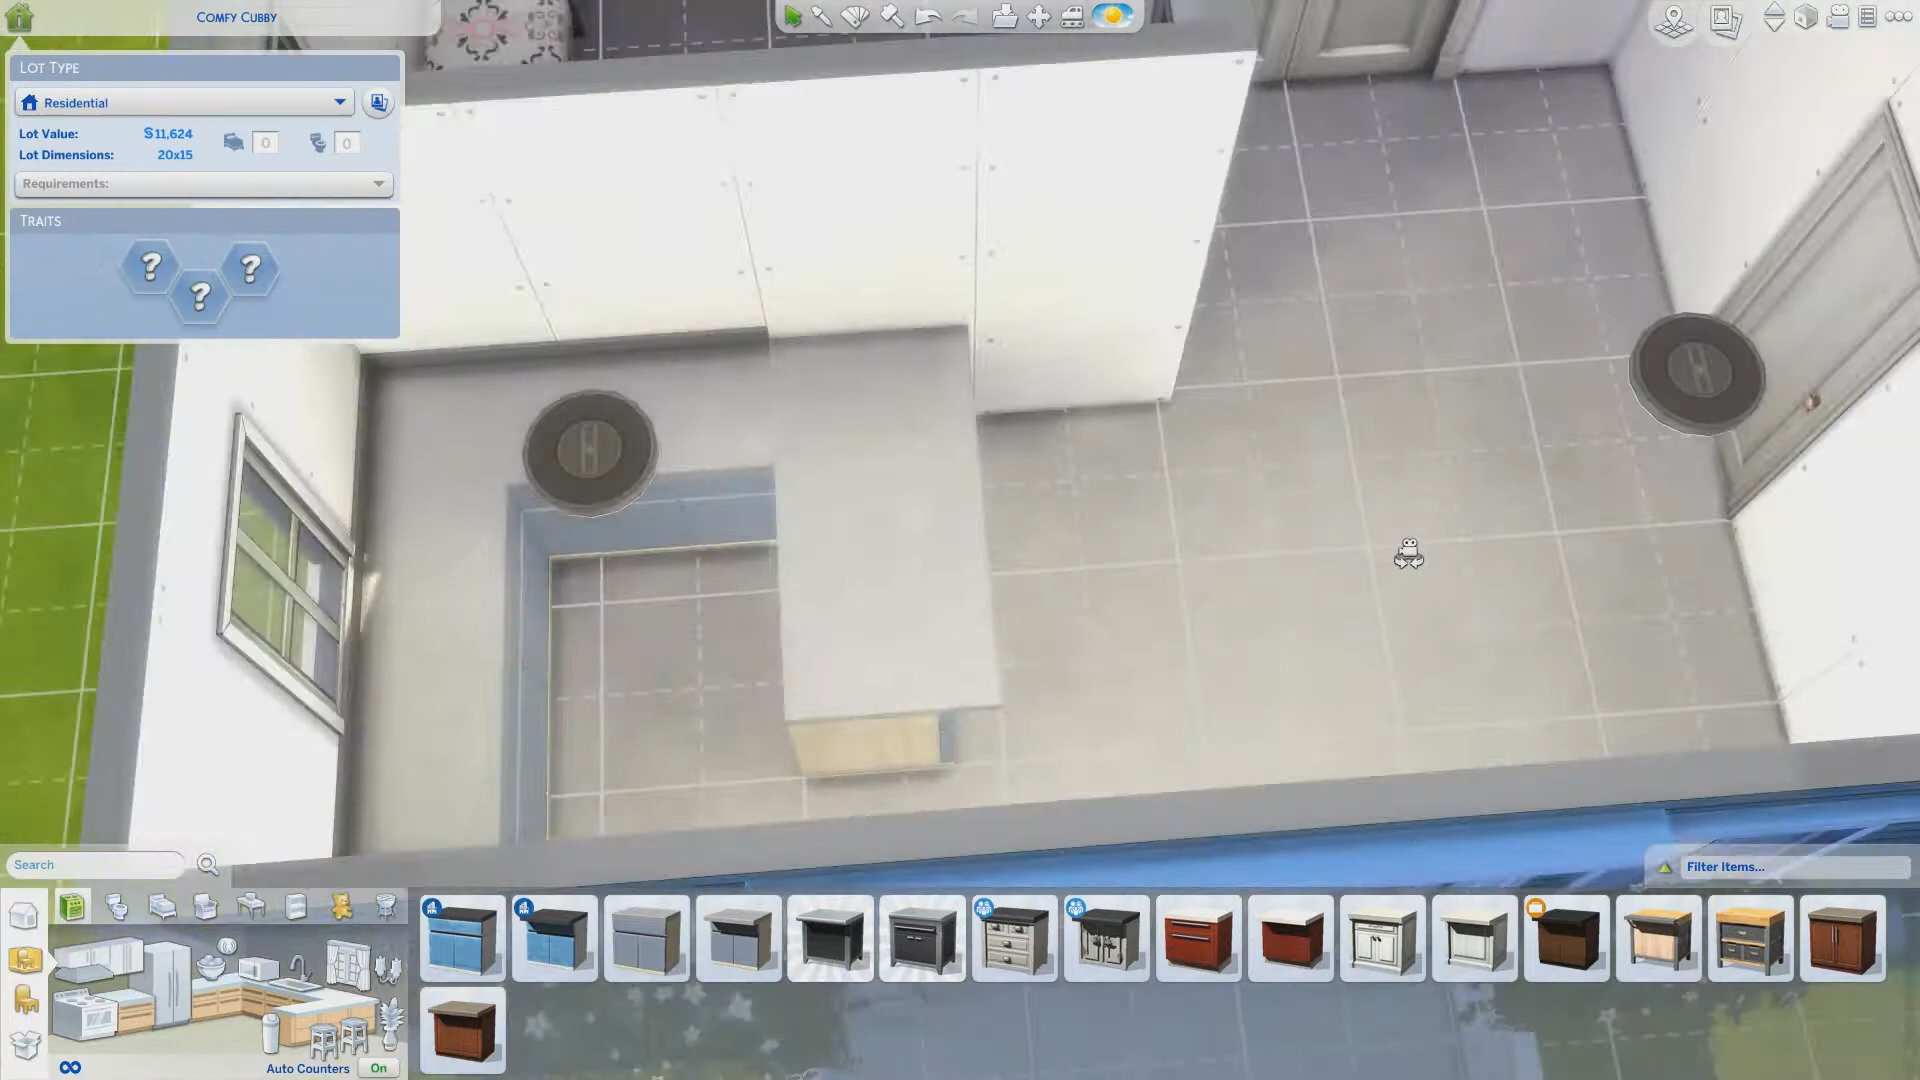 COMFY CUBBY
LOT TYPE
Residential
Lot Value: §11,624
0 0
Lot Dimensions: 20x15
Requirements:
TRAITS
? ? ?
Search
Filter Items...
Auto Counters On